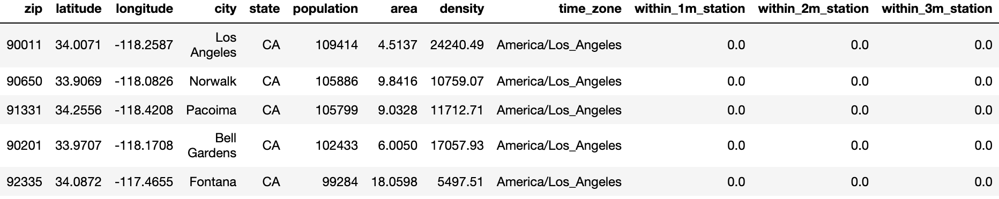 zip latitude longitude city state population area density time_zone within_1m_station within_2m_station within_3m_station
90011 34.0071 -118.2587 Los Angeles CA 109414 4.5137 24240.49 America/Los_Angeles 0.0 0.0 0.0
90650 33.9069 -118.0826 Norwalk CA 105886 9.8416 10759.07 America/Los_Angeles 0.0 0.0 0.0
91331 34.2556 -118.4208 Pacoima CA 105799 9.0328 11712.71 America/Los_Angeles 0.0 0.0 0.0
90201 33.9707 -118.1708 Bell Gardens CA 102433 6.0050 17057.93 America/Los_Angeles 0.0 0.0 0.0
92335 34.0872 -117.4655 Fontana CA 99284 18.0598 5497.51 America/Los_Angeles 0.0 0.0 0.0